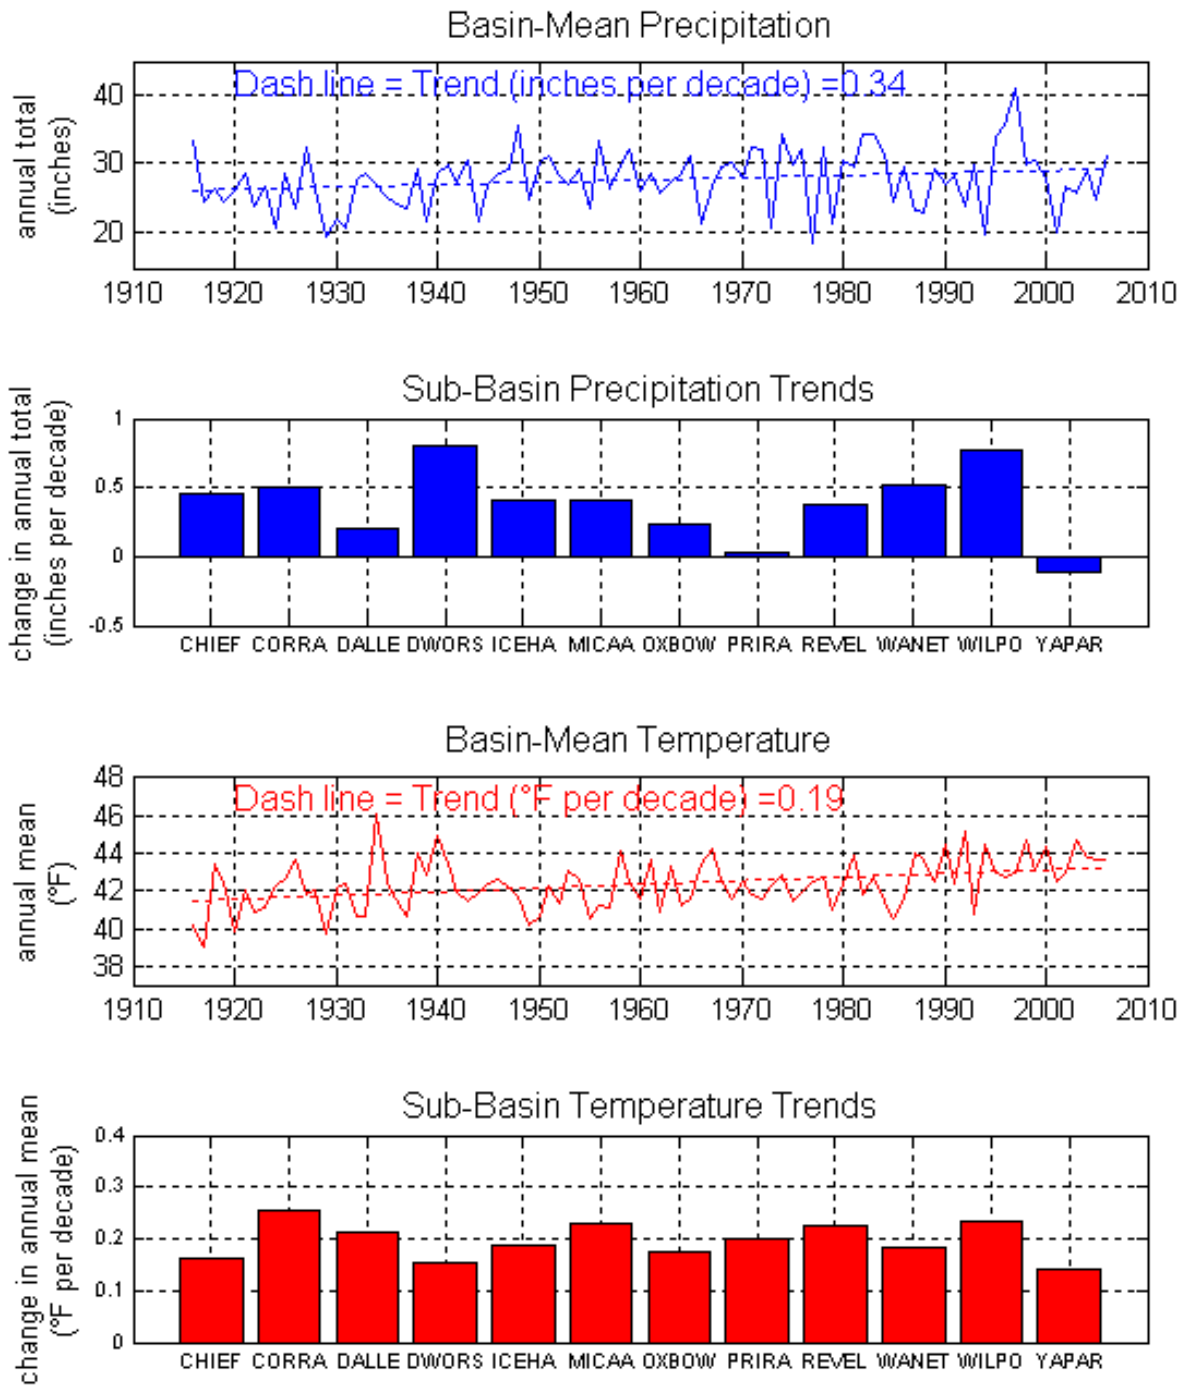 Basin-Mean Precipitation
annual total
(inches)
Dash line = Trend (inches per decade) =0.34
40
30
20
1910 1920 1930 1940 1950 1960 1970 1980 1990 2000 2010
Sub-Basin Precipitation Trends
change in annual total
(inches per decade)
1
0.5
0
-0.5
CHIEF CORRA DALLE DWORS ICEHA MICAA OXBOW PRIRA REVEL WANET WILPO YAPAR
Basin-Mean Temperature
annual mean
(°F)
Dash line = Trend (°F per decade) =0.19
48
46
44
42
40
38
1910 1920 1930 1940 1950 1960 1970 1980 1990 2000 2010
Sub-Basin Temperature Trends
change in annual mean
(°F per decade)
0.4
0.3
0.2
0.1
0
CHIEF CORRA DALLE DWORS ICEHA MICAA OXBOW PRIRA REVEL WANET WILPO YAPAR